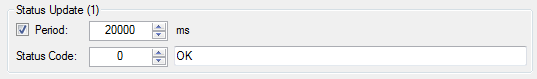 Status Update (1)
Period: 20000 ms
Status Code: 0 OK